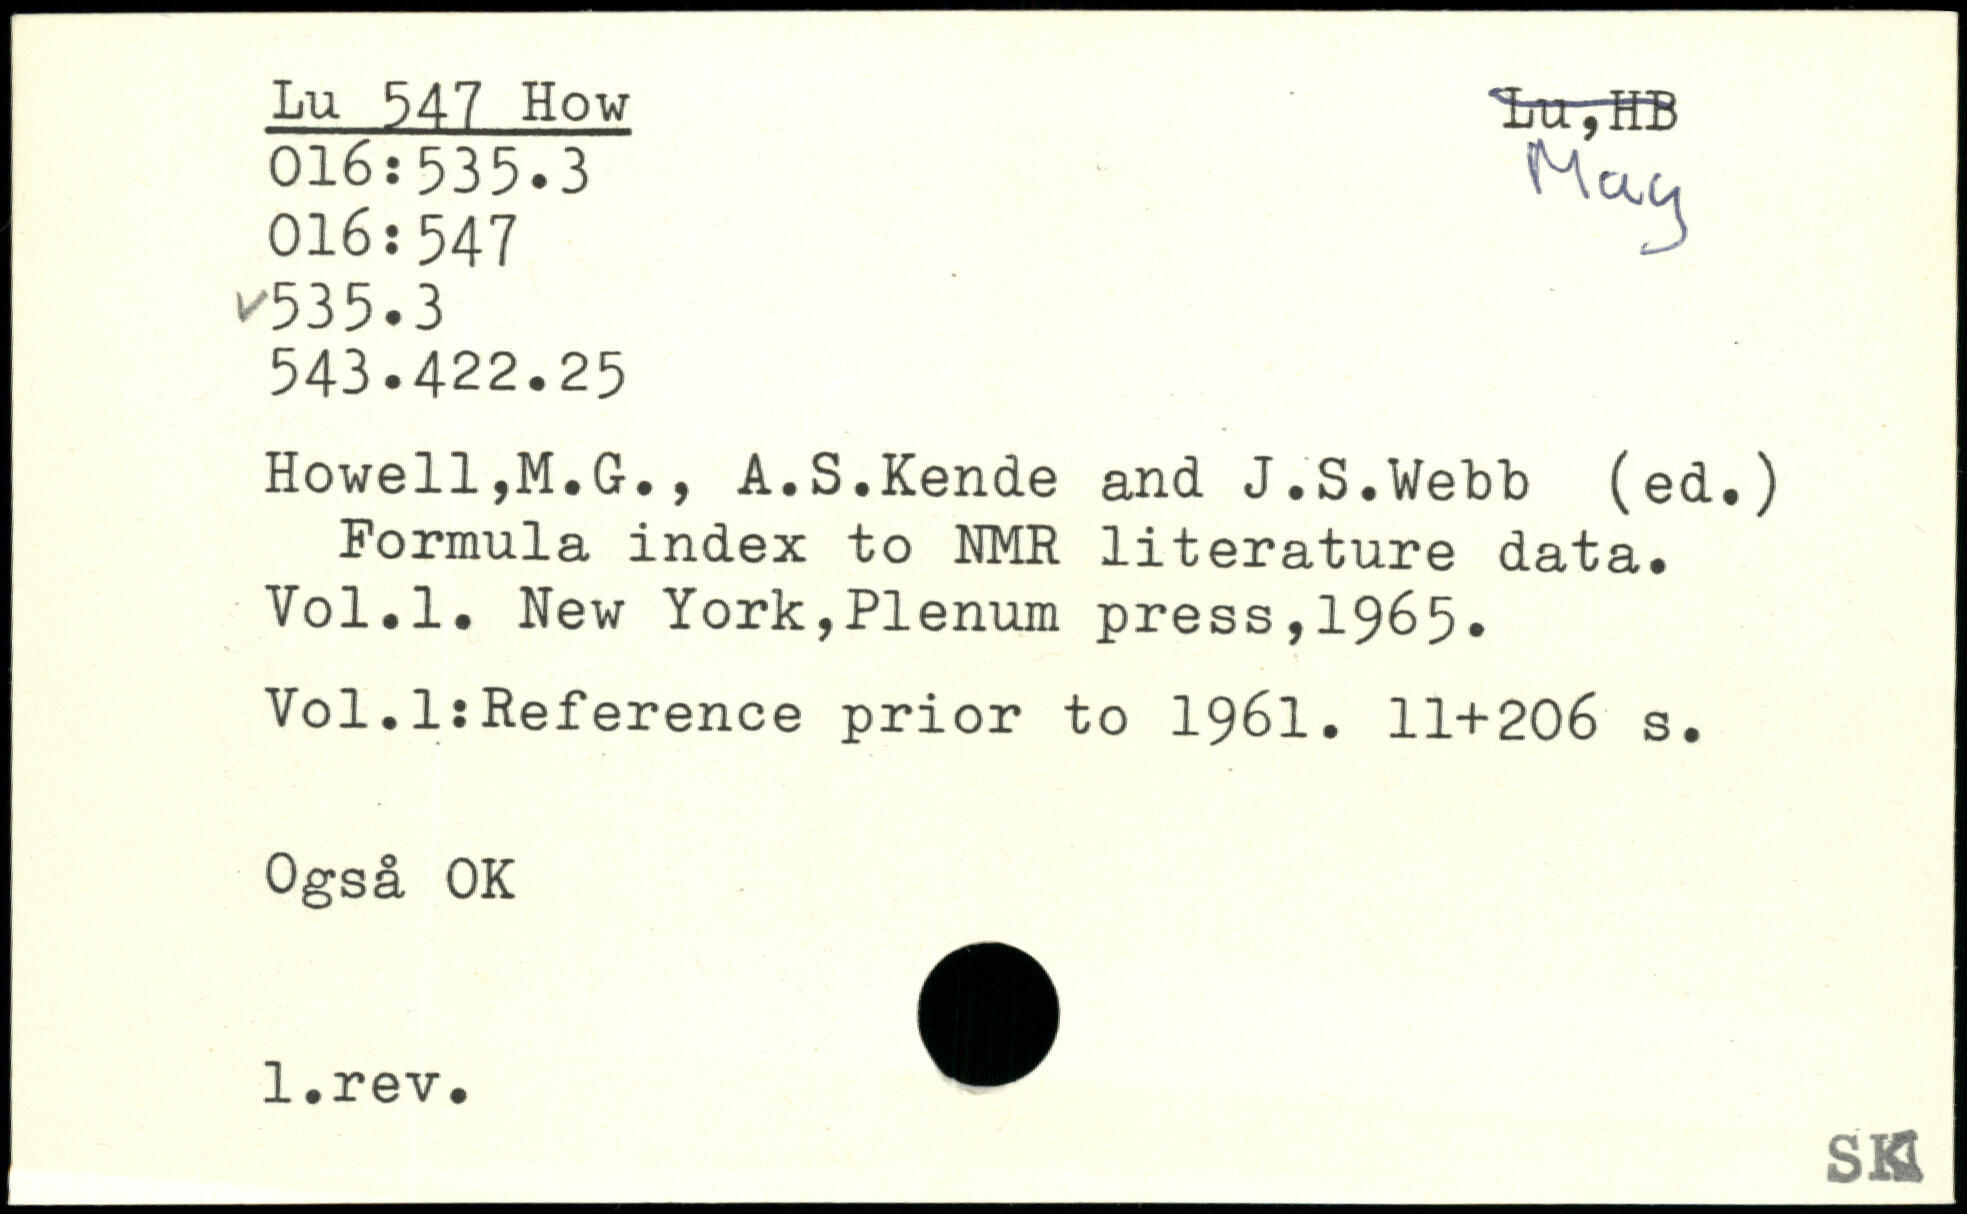 Lu 547 How
Lu,HB
Mag
016:535.3
016:547
✓535.3
543.422.25
Howell,M.G., A.S.Kende and J.S.Webb (ed.)
Formula index to NMR literature data.
Vol.1. New York,Plenum press,1965.
Vol.1:Reference prior to 1961. 11+206 s.
Også OK
1.rev.
SK